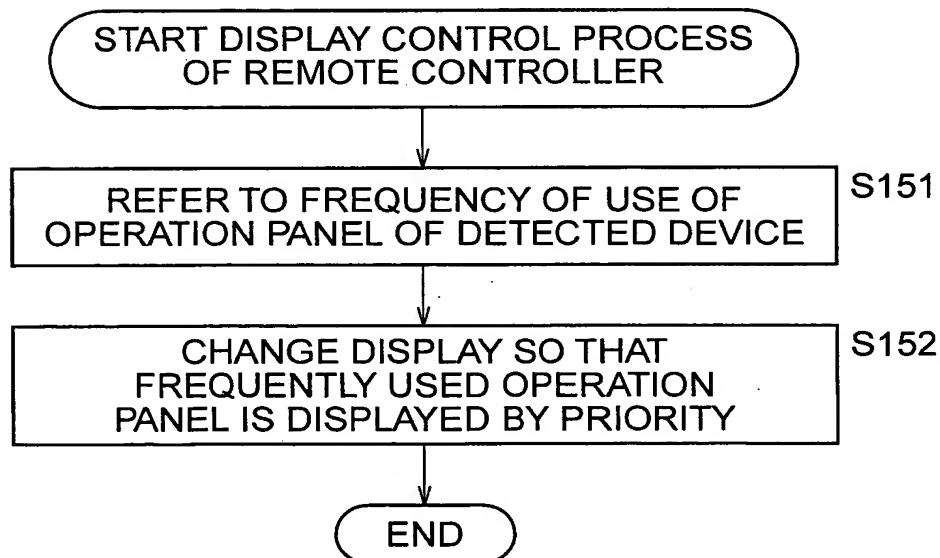 START DISPLAY CONTROL PROCESS
OF REMOTE CONTROLLER
S151
REFER TO FREQUENCY OF USE OF
OPERATION PANEL OF DETECTED DEVICE
S152
CHANGE DISPLAY SO THAT
FREQUENTLY USED OPERATION
PANEL IS DISPLAYED BY PRIORITY
END